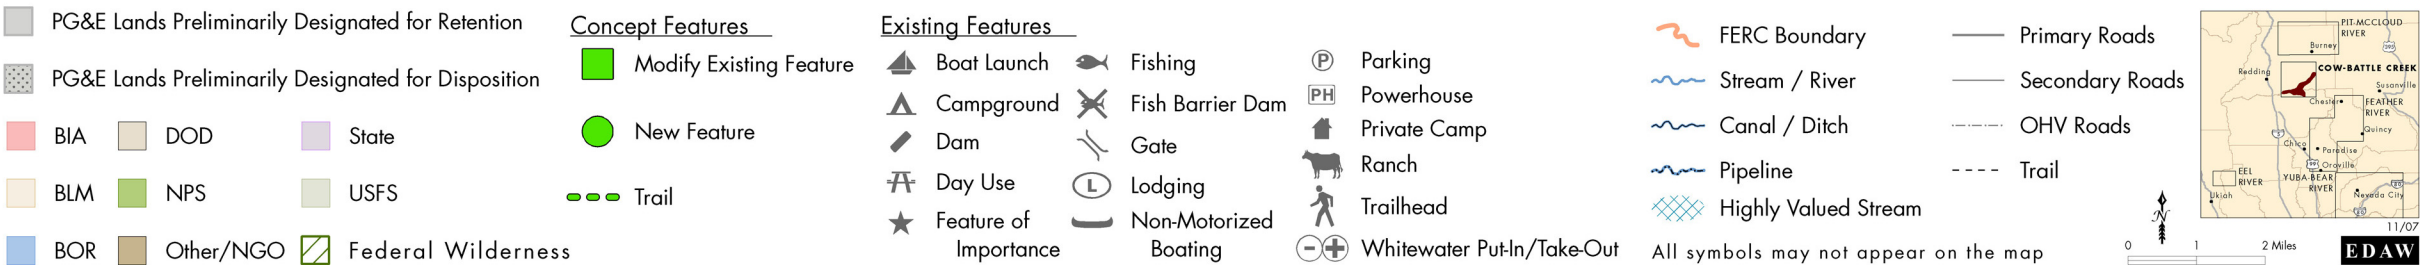 PG&E Lands Preliminarily Designated for Retention
PG&E Lands Preliminarily Designated for Disposition
BIA
DOD
State
BLM
NPS
USFS
BOR
Other/NGO
Federal Wilderness
Concept Features
Modify Existing Feature
New Feature
Trail
Existing Features
Boat Launch
Campground
Dam
Day Use
Feature of
Importance
Fishing
Fish Barrier Dam
Gate
L
Lodging
Non-Motorized
Boating
P
Parking
PH
Powerhouse
Private Camp
Ranch
Trailhead
Whitewater Put-In/Take-Out
FERC Boundary
Stream / River
Canal / Ditch
Pipeline
Highly Valued Stream
All symbols may not appear on the map
Primary Roads
Secondary Roads
OHV Roads
Trail
N
0 1 2 Miles
PIT-MCCLOUD
RIVER
Burney
395
Redding
COW-BATTLE CREEK
Susanville
Chester
FEATHER
RIVER
Quincy
5
Chico
Paradise
99
Oroville
EEL
RIVER
YUBA-BEAR
RIVER
80
Ukiah
Nevada City
11/07
EDAW